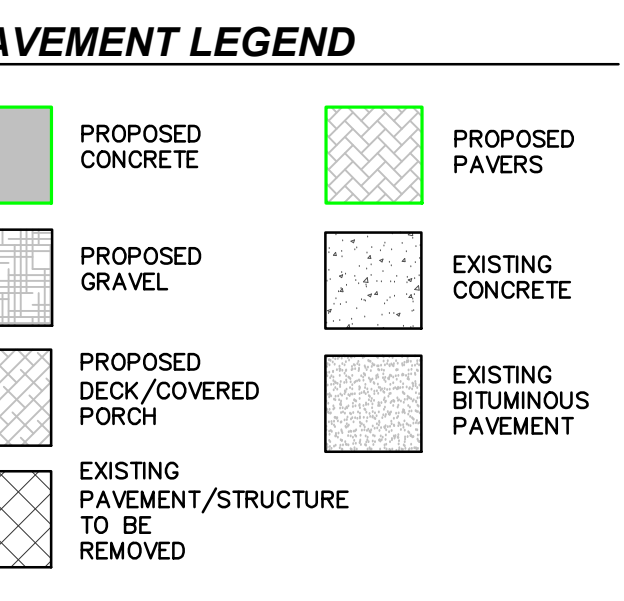 AVEMENT LEGEND
PROPOSED
CONCRETE
PROPOSED
GRAVEL
PROPOSED
DECK/COVERED
PORCH
EXISTING
PAVEMENT/STRUCTURE
TO BE
REMOVED
PROPOSED
PAVERS
EXISTING
CONCRETE
EXISTING
BITUMINOUS
PAVEMENT